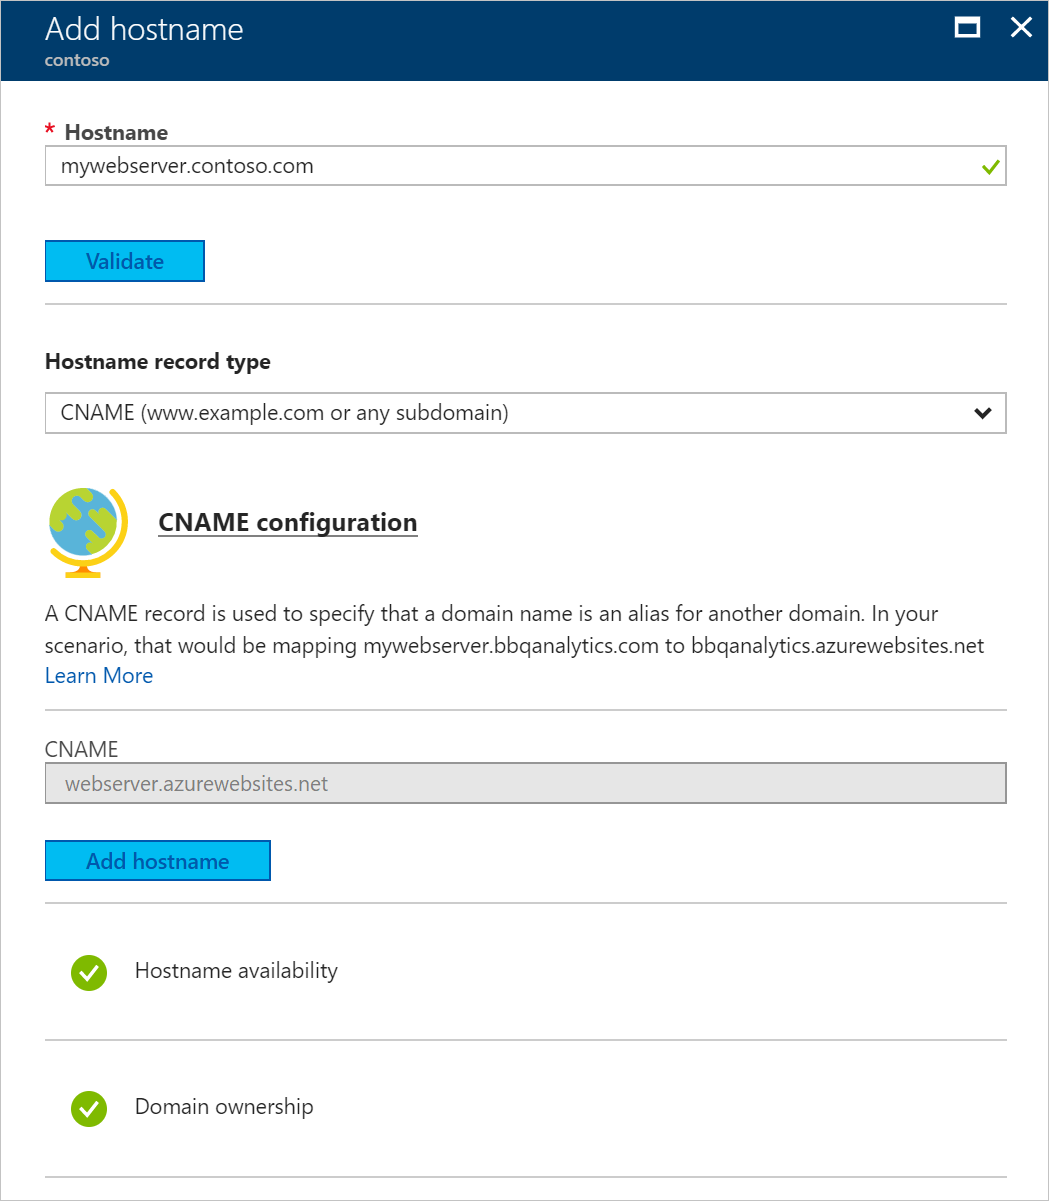 Add hostname
contoso
* Hostname
mywebserver.contoso.com
Validate
Hostname record type
CNAME (www.example.com or any subdomain)
CNAME configuration
A CNAME record is used to specify that a domain name is an alias for another domain. In your
scenario, that would be mapping mywebserver.bbqanalytics.com to bbqanalytics.azurewebsites.net
Learn More
CNAME
webserver.azurewebsites.net
Add hostname
Hostname availability
Domain ownership